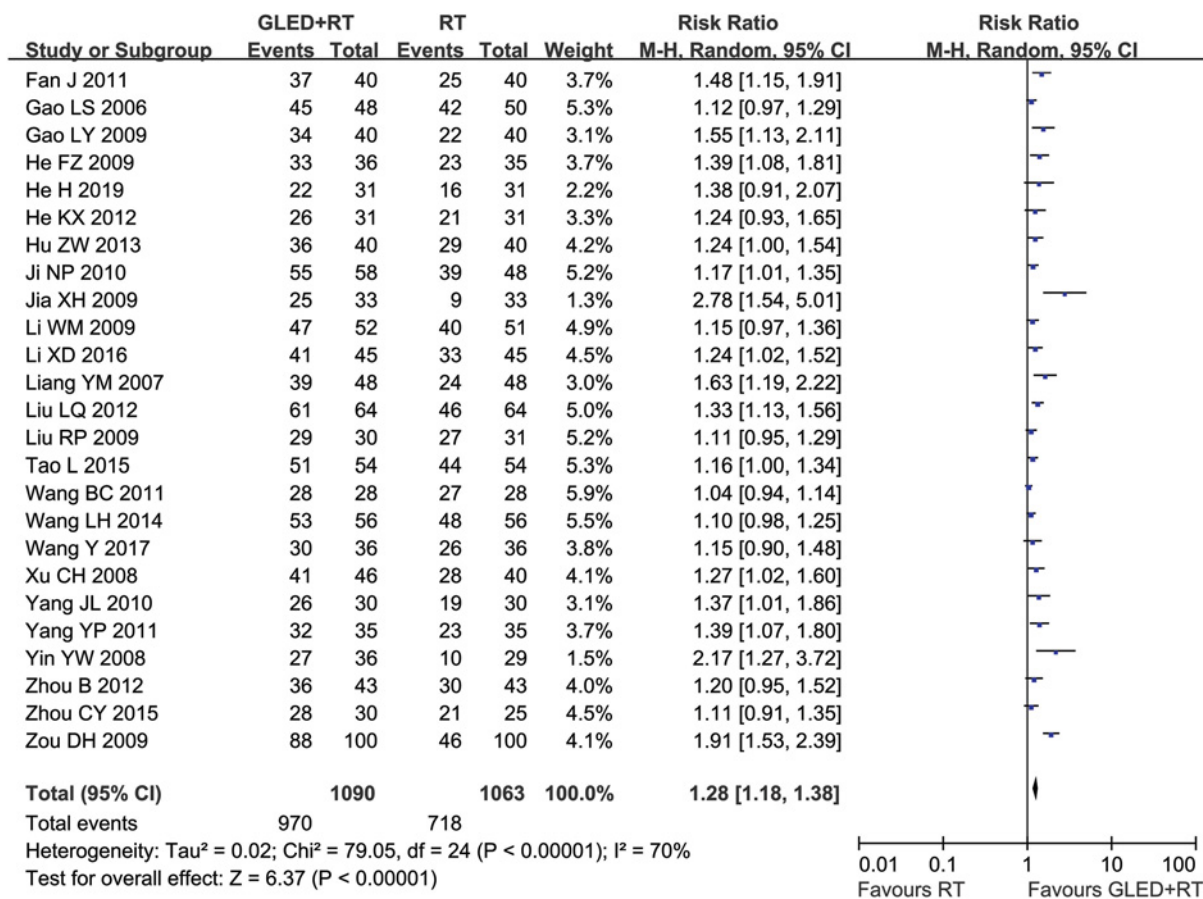 GLED+RT RT Risk Ratio Risk Ratio
Study or Subgroup Events Total Events Total Weight M-H, Random, 95% CI M-H, Random, 95% CI
Fan J 2011 37 40 25 40 3.7% 1.48 [1.15, 1.91]
Gao LS 2006 45 48 42 50 5.3% 1.12 [0.97, 1.29]
Gao LY 2009 34 40 22 40 3.1% 1.55 [1.13, 2.11]
He FZ 2009 33 36 23 35 3.7% 1.39 [1.08, 1.81]
He H 2019 22 31 16 31 2.2% 1.38 [0.91, 2.07]
He KX 2012 26 31 21 31 3.3% 1.24 [0.93, 1.65]
Hu ZW 2013 36 40 29 40 4.2% 1.24 [1.00, 1.54]
Ji NP 2010 55 58 39 48 5.2% 1.17 [1.01, 1.35]
Jia XH 2009 25 33 9 33 1.3% 2.78 [1.54, 5.01]
Li WM 2009 47 52 40 51 4.9% 1.15 [0.97, 1.36]
Li XD 2016 41 45 33 45 4.5% 1.24 [1.02, 1.52]
Liang YM 2007 39 48 24 48 3.0% 1.63 [1.19, 2.22]
Liu LQ 2012 61 64 46 64 5.0% 1.33 [1.13, 1.56]
Liu RP 2009 29 30 27 31 5.2% 1.11 [0.95, 1.29]
Tao L 2015 51 54 44 54 5.3% 1.16 [1.00, 1.34]
Wang BC 2011 28 28 27 28 5.9% 1.04 [0.94, 1.14]
Wang LH 2014 53 56 48 56 5.5% 1.10 [0.98, 1.25]
Wang Y 2017 30 36 26 36 3.8% 1.15 [0.90, 1.48]
Xu CH 2008 41 46 28 40 4.1% 1.27 [1.02, 1.60]
Yang JL 2010 26 30 19 30 3.1% 1.37 [1.01, 1.86]
Yang YP 2011 32 35 23 35 3.7% 1.39 [1.07, 1.80]
Yin YW 2008 27 36 10 29 1.5% 2.17 [1.27, 3.72]
Zhou B 2012 36 43 30 43 4.0% 1.20 [0.95, 1.52]
Zhou CY 2015 28 30 21 25 4.5% 1.11 [0.91, 1.35]
Zou DH 2009 88 100 46 100 4.1% 1.91 [1.53, 2.39]
Total (95% CI) 1090 1063 100.0% 1.28 [1.18, 1.38]
Total events 970 718
Heterogeneity: Tau² = 0.02; Chi² = 79.05, df = 24 (P < 0.00001); I² = 70%
Test for overall effect: Z = 6.37 (P < 0.00001)
0.01 0.1 1 10 100
Favours RT Favours GLED+RT